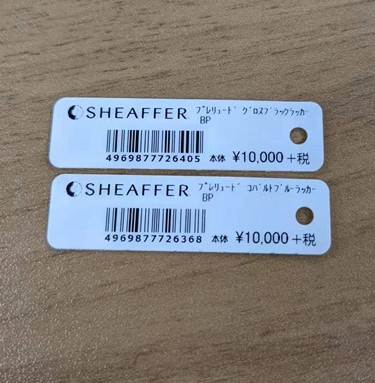 SHEAFFER ﾌﾟﾚﾘｭｰﾄﾞ ｸﾞﾛｽﾌﾞﾗｯｸﾗｯｶｰ
BP
4969877726405 本体 ¥10,000+税
SHEAFFER ﾌﾟﾚﾘｭｰﾄﾞ ｺﾊﾞﾙﾄﾌﾞﾙｰﾗｯｶｰ
BP
4969877726368 本体 ¥10,000+税